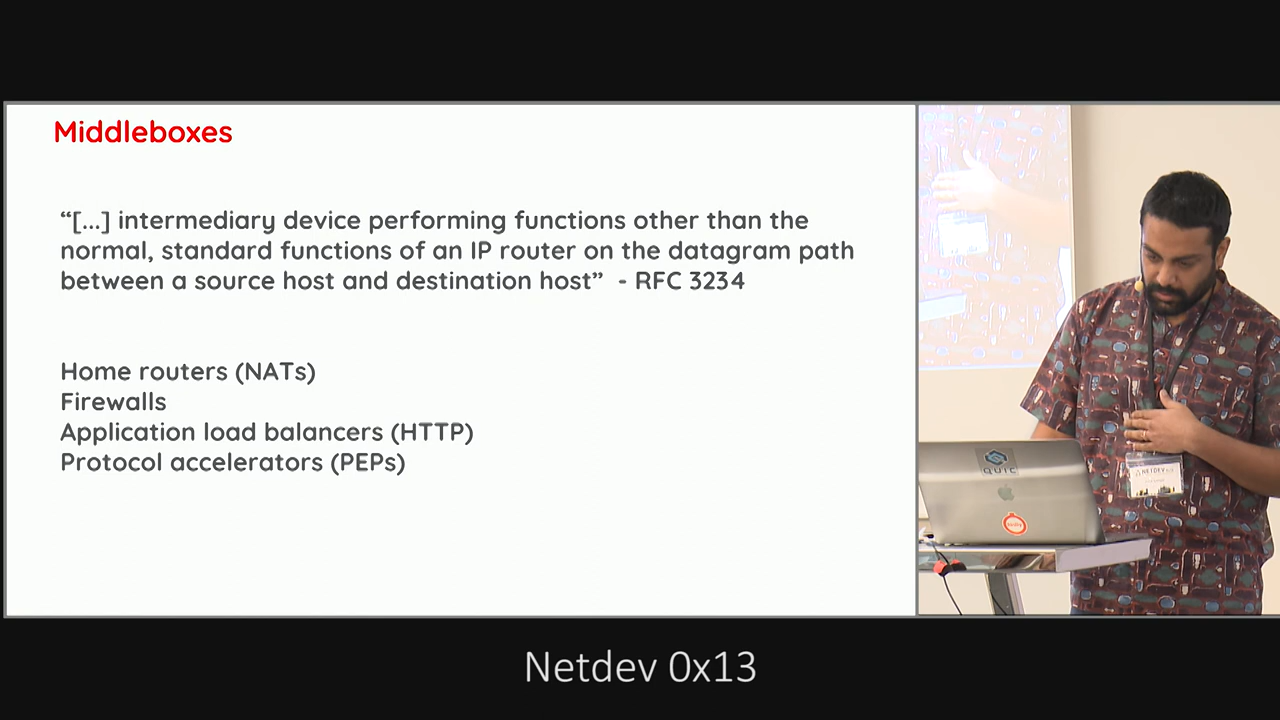 Middleboxes
“[...] intermediary device performing functions other than the
normal, standard functions of an IP router on the datagram path
between a source host and destination host” - RFC 3234
Home routers (NATs)
Firewalls
Application load balancers (HTTP)
Protocol accelerators (PEPs)
QUIC
NETDEV
Netdev 0x13